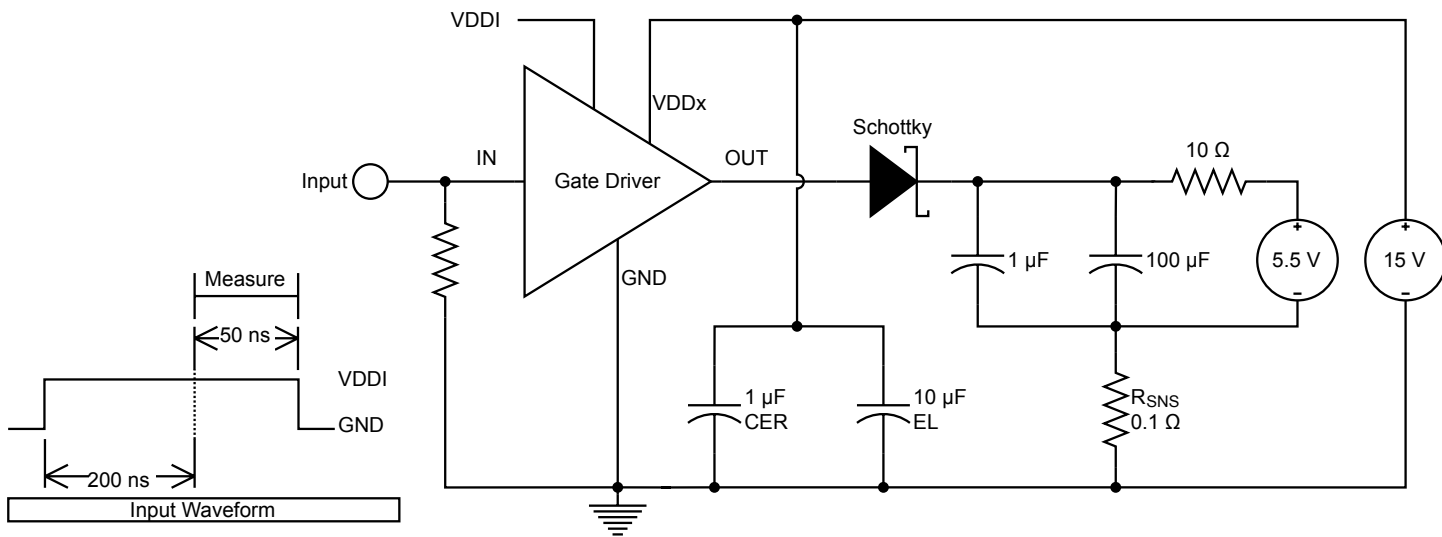 VDDI
VDDx
Schottky
IN
OUT
10 Ω
Input
Gate Driver
GND
1 µF
100 µF
+
5.5 V
−
+
15 V
−
Measure
50 ns
VDDI
GND
200 ns
Input Waveform
1 µF
CER
10 µF
EL
RSNS
0.1 Ω